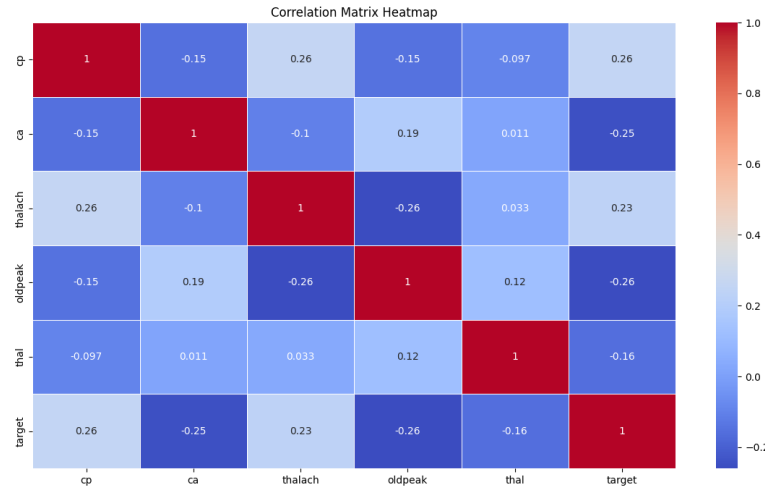 Correlation Matrix Heatmap
cp 1 -0.15 0.26 -0.15 -0.097 0.26
ca -0.15 1 -0.1 0.19 0.011 -0.25
thalach 0.26 -0.1 1 -0.26 0.033 0.23
oldpeak -0.15 0.19 -0.26 1 0.12 -0.26
thal -0.097 0.011 0.033 0.12 1 -0.16
target 0.26 -0.25 0.23 -0.26 -0.16 1
cp ca thalach oldpeak thal target
1.0
0.8
0.6
0.4
0.2
0.0